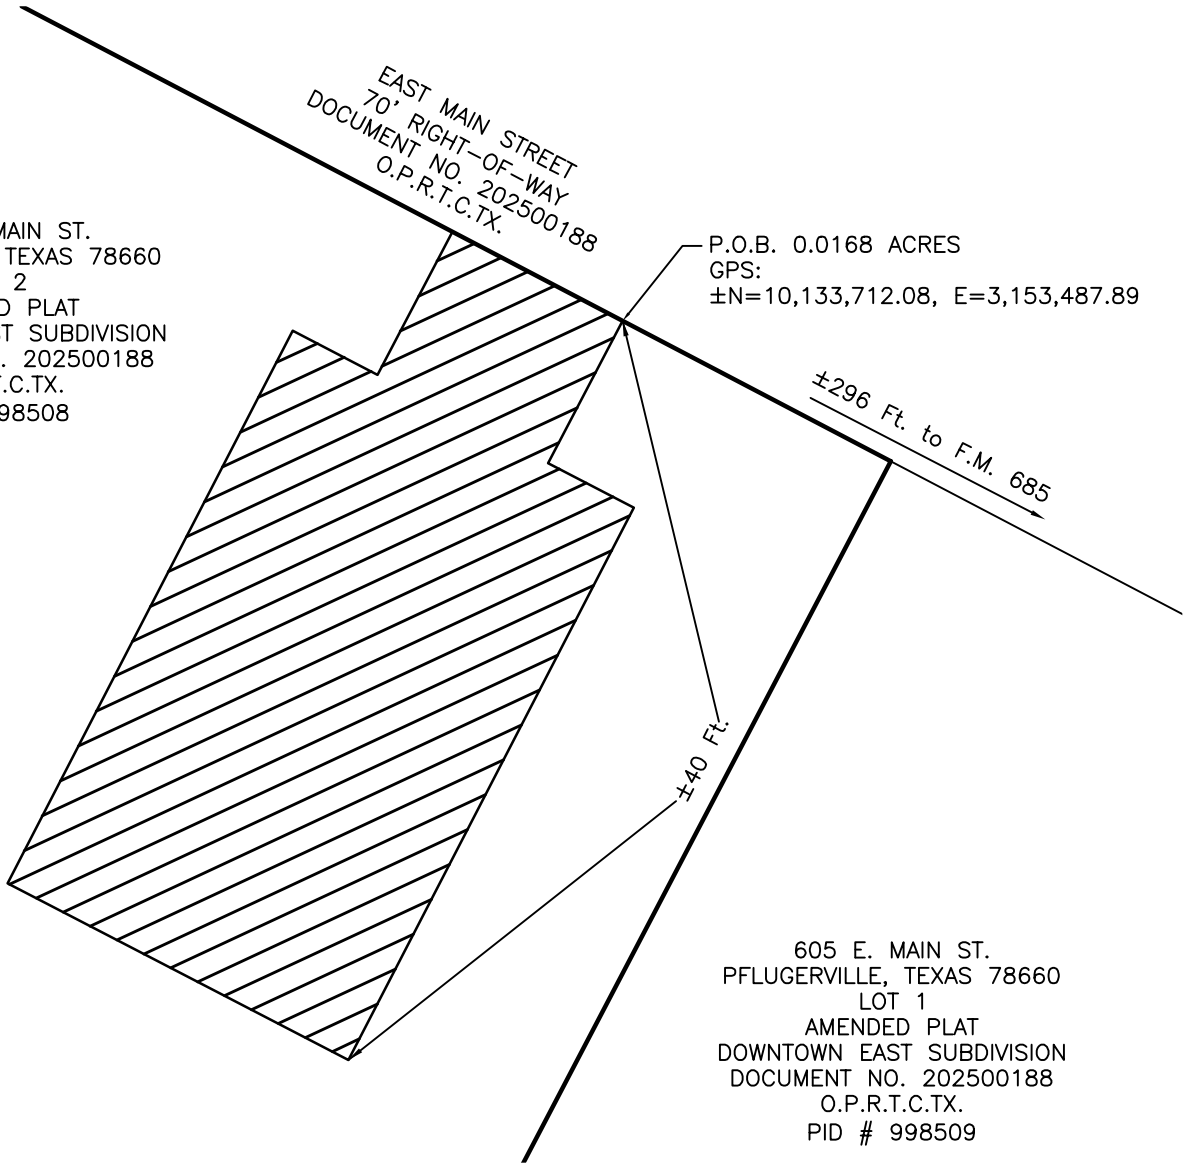 EAST MAIN STREET
70' RIGHT-OF-WAY
DOCUMENT NO. 202500188
O.P.R.T.C.TX.
MAIN ST.
TEXAS 78660
2
PLAT
SUBDIVISION
202500188
T.C.TX.
98508
P.O.B. 0.0168 ACRES
GPS:
±N=10,133,712.08, E=3,153,487.89
±296 Ft. to F.M. 685
±40 Ft.
605 E. MAIN ST.
PFLUGERVILLE, TEXAS 78660
LOT 1
AMENDED PLAT
DOWNTOWN EAST SUBDIVISION
DOCUMENT NO. 202500188
O.P.R.T.C.TX.
PID # 998509